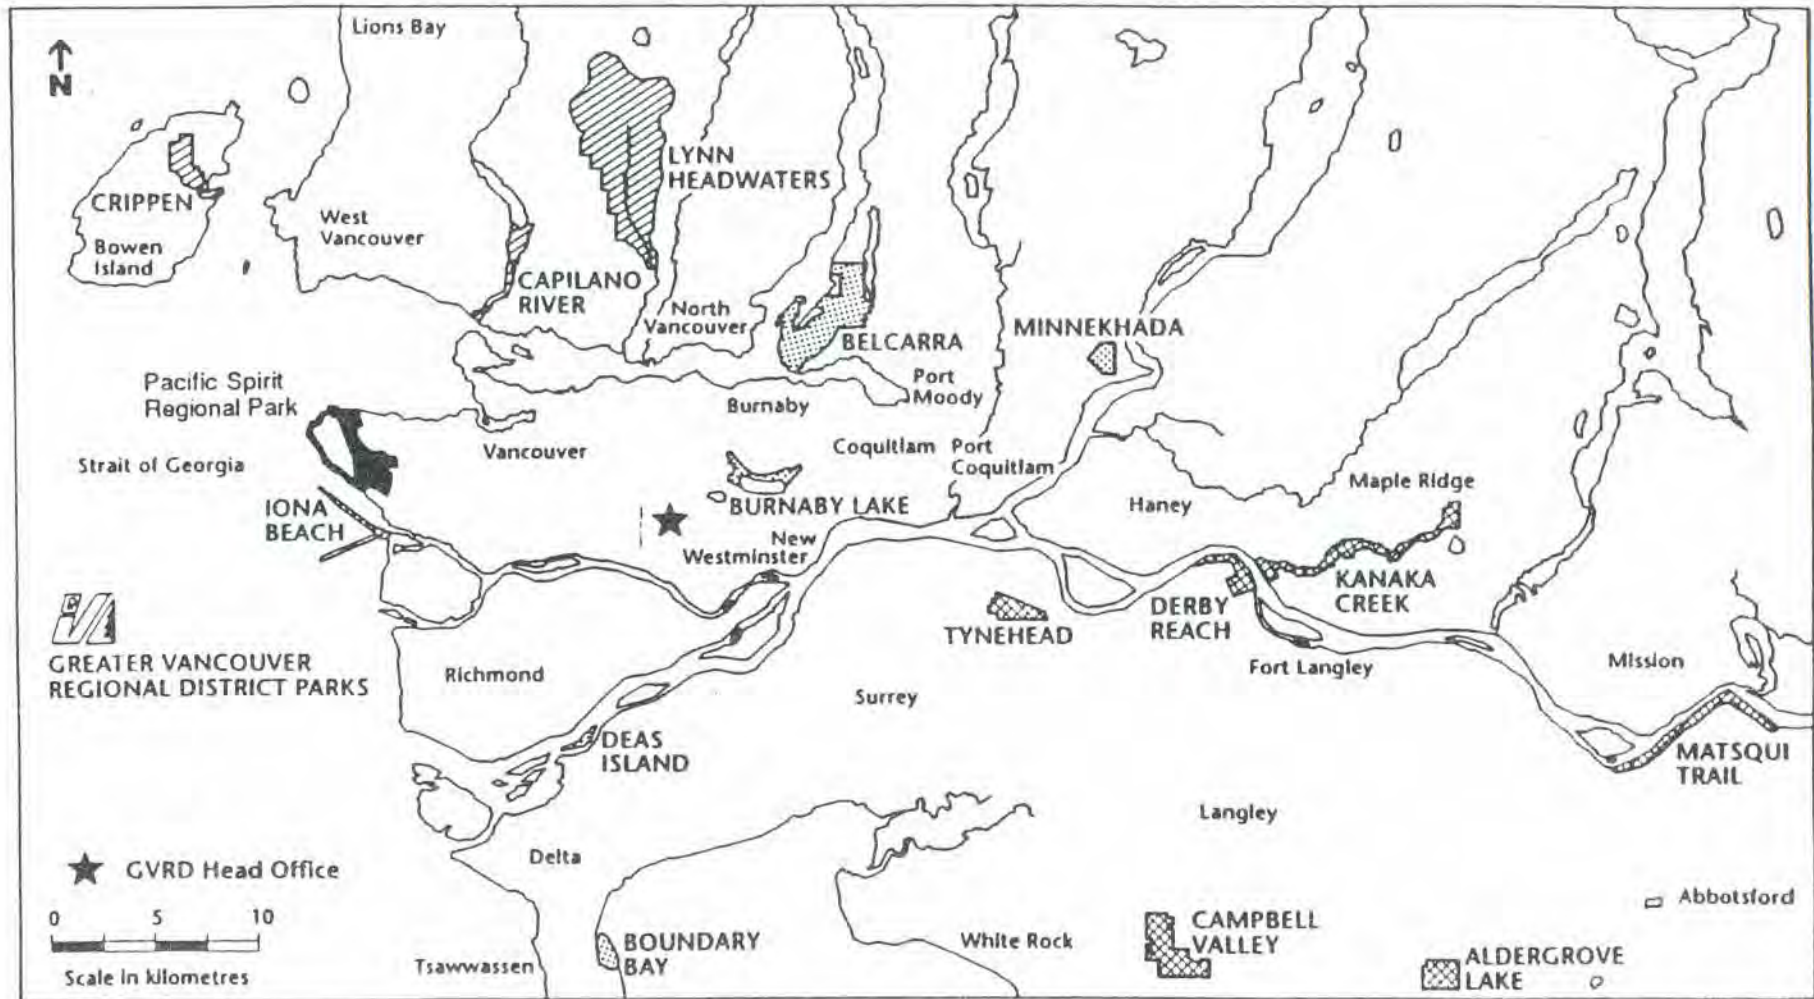 Lions Bay
N
LYNN
HEADWATERS
CRIPPEN
Bowen
Island
West
Vancouver
CAPILANO
RIVER
North
Vancouver
BELCARRA
MINNEKHADA
Port
Moody
Pacific Spirit
Regional Park
Burnaby
Strait of Georgia
Vancouver
Coquitlam
Port
Coquitlam
IONA
BEACH
BURNABY LAKE
Haney
Maple Ridge
New
Westminster
KANAKA
CREEK
DERBY
REACH
TYNEHEAD
GREATER VANCOUVER
REGIONAL DISTRICT PARKS
Richmond
Surrey
Fort Langley
Mission
DEAS
ISLAND
MATSQUI
TRAIL
Langley
Delta
GVRD Head Office
0 5 10
Scale in kilometres
Abbotsford
Tsawwassen
BOUNDARY
BAY
White Rock
CAMPBELL
VALLEY
ALDERGROVE
LAKE